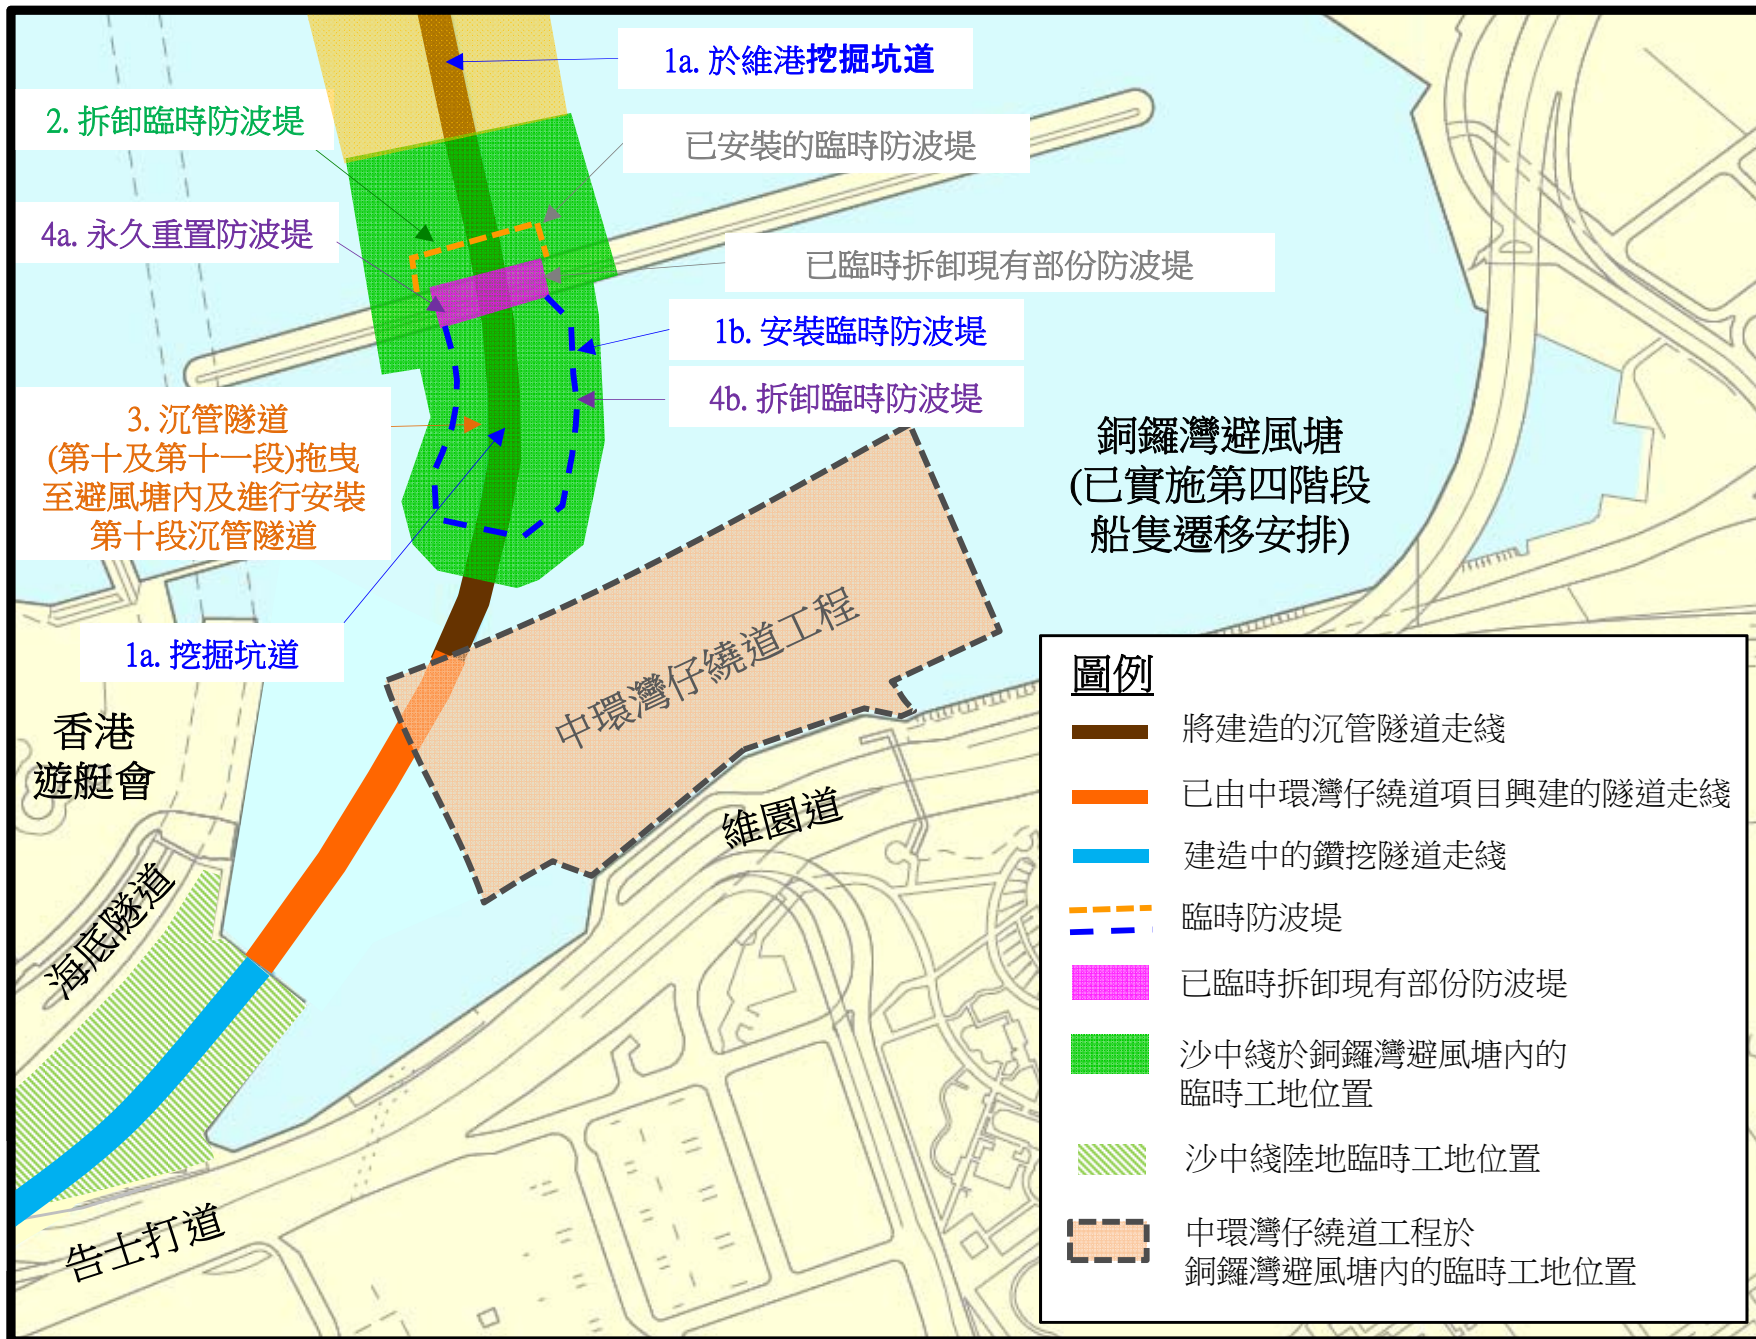 1a. 於維港挖掘坑道
2. 拆卸臨時防波堤
已安裝的臨時防波堤
4a. 永久重置防波堤
已臨時拆卸現有部份防波堤
1b. 安裝臨時防波堤
4b. 拆卸臨時防波堤
3. 沉管隧道
(第十及第十一段)拖曳
至避風塘內及進行安裝
第十段沉管隧道
銅鑼灣避風塘
(已實施第四階段
船隻遷移安排)
1a. 挖掘坑道
中環灣仔繞道工程
香港
遊艇會
維園道
海底隧道
告士打道
圖例
將建造的沉管隧道走綫
已由中環灣仔繞道項目興建的隧道走綫
建造中的鑽挖隧道走綫
臨時防波堤
已臨時拆卸現有部份防波堤
沙中綫於銅鑼灣避風塘內的
臨時工地位置
沙中綫陸地臨時工地位置
中環灣仔繞道工程於
銅鑼灣避風塘內的臨時工地位置